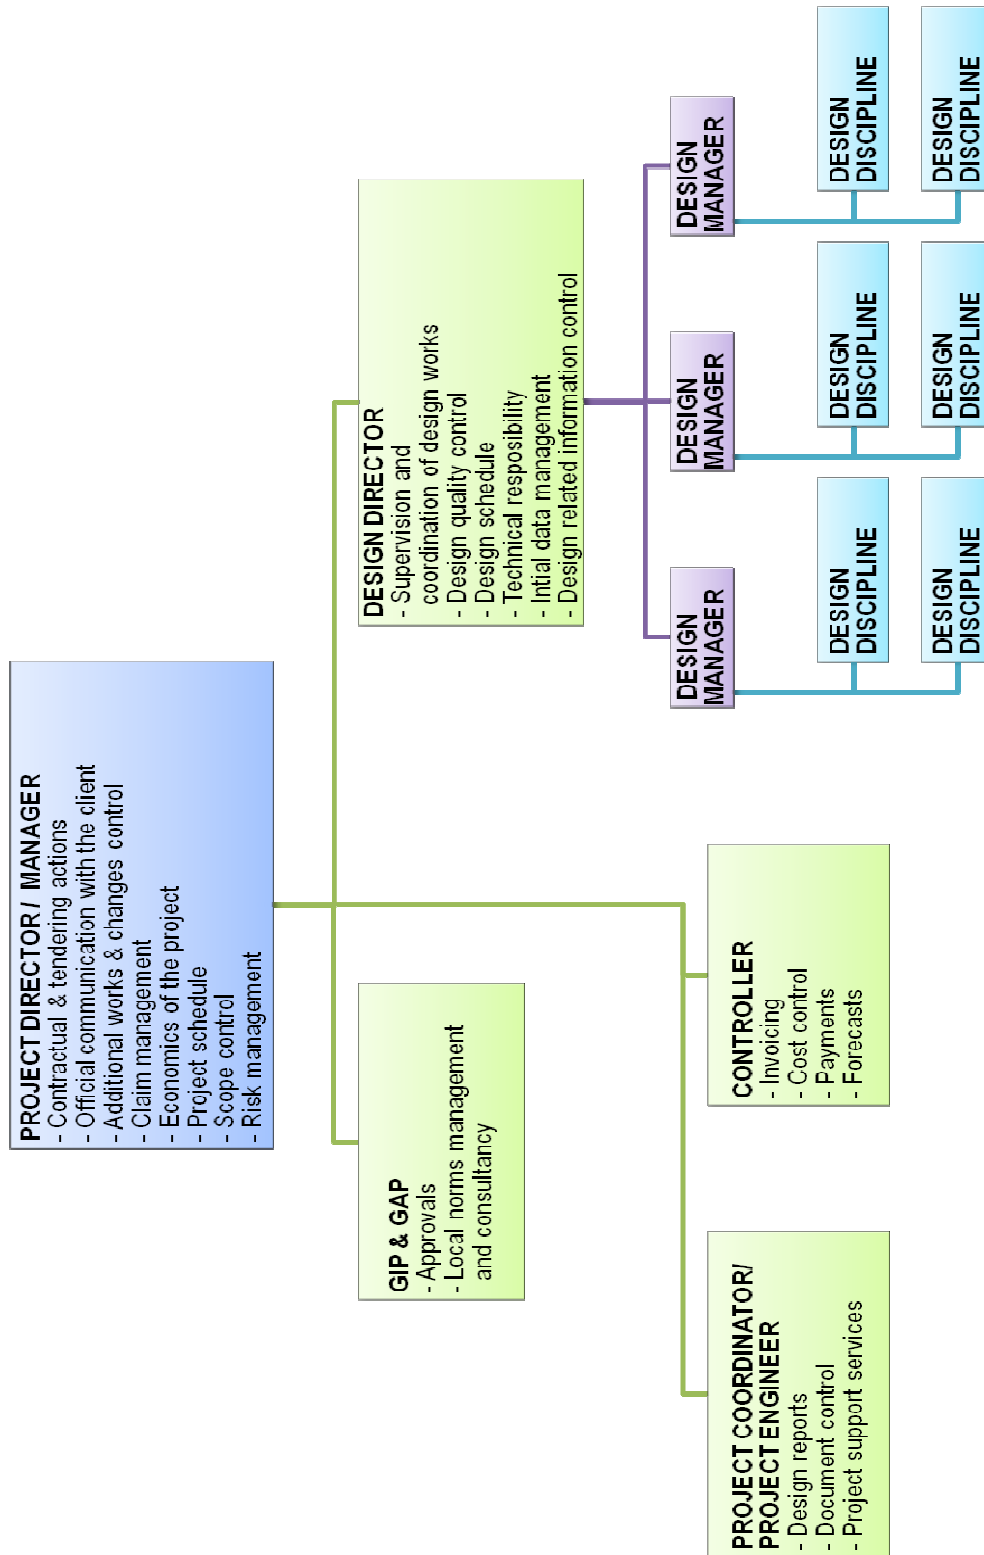 PROJECT DIRECTOR / MANAGER
- Contractual & tendering actions
- Official communication with the client
- Additional works & changes control
- Claim management
- Economics of the project
- Project schedule
- Scope control
- Risk management
GIP & GAP
- Approvals
- Local norms management
and consultancy
DESIGN DIRECTOR
- Supervision and
coordination of design works
- Design quality control
- Design schedule
- Technical resposibility
- Initial data management
- Design related information control
PROJECT COORDINATOR/
PROJECT ENGINEER
- Design reports
- Document control
- Project support services
CONTROLLER
- Invoicing
- Cost control
- Payments
- Forecasts
DESIGN
MANAGER
DESIGN
MANAGER
DESIGN
MANAGER
DESIGN
DISCIPLINE
DESIGN
DISCIPLINE
DESIGN
DISCIPLINE
DESIGN
DISCIPLINE
DESIGN
DISCIPLINE
DESIGN
DISCIPLINE